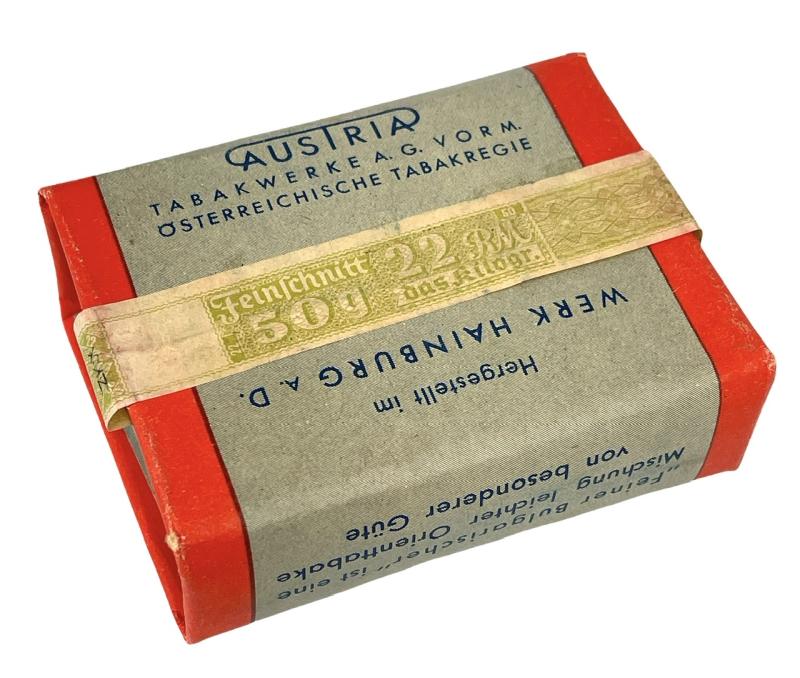 AUSTRIA
TABAKWERKE A. G. VORM.
ÖSTERREICHISCHE TABAKREGIE
Feinschnitt
50g
22 RM
das Kilogr.
Hergestellt im
WERK HAINBURG A D.
„Feiner Bulgarischer" ist eine
Mischung leichter Orienttabake
von besonderer Güte